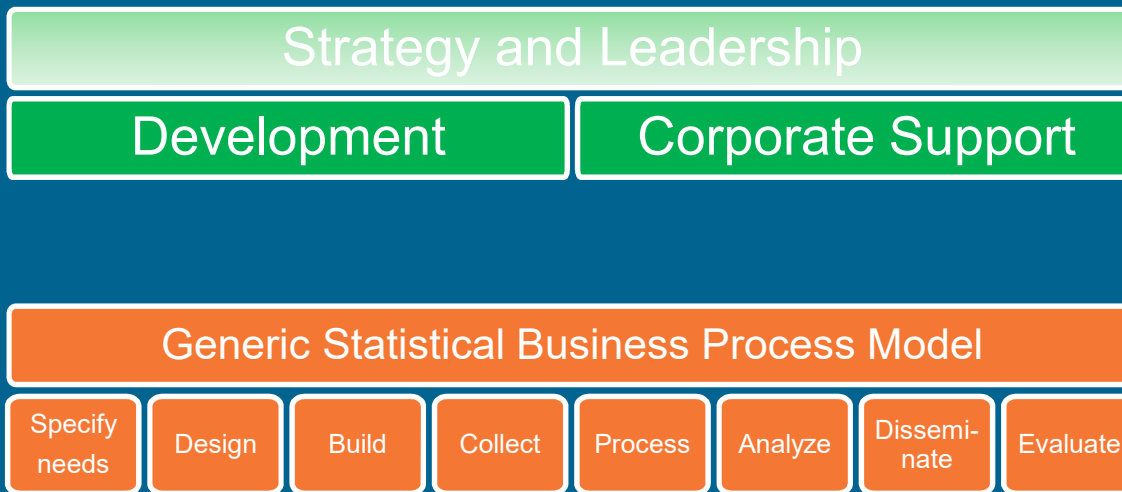 Strategy and Leadership
Development
Corporate Support
Generic Statistical Business Process Model
Specify
needs
Design
Build
Collect
Process
Analyze
Dissemi-
nate
Evaluate